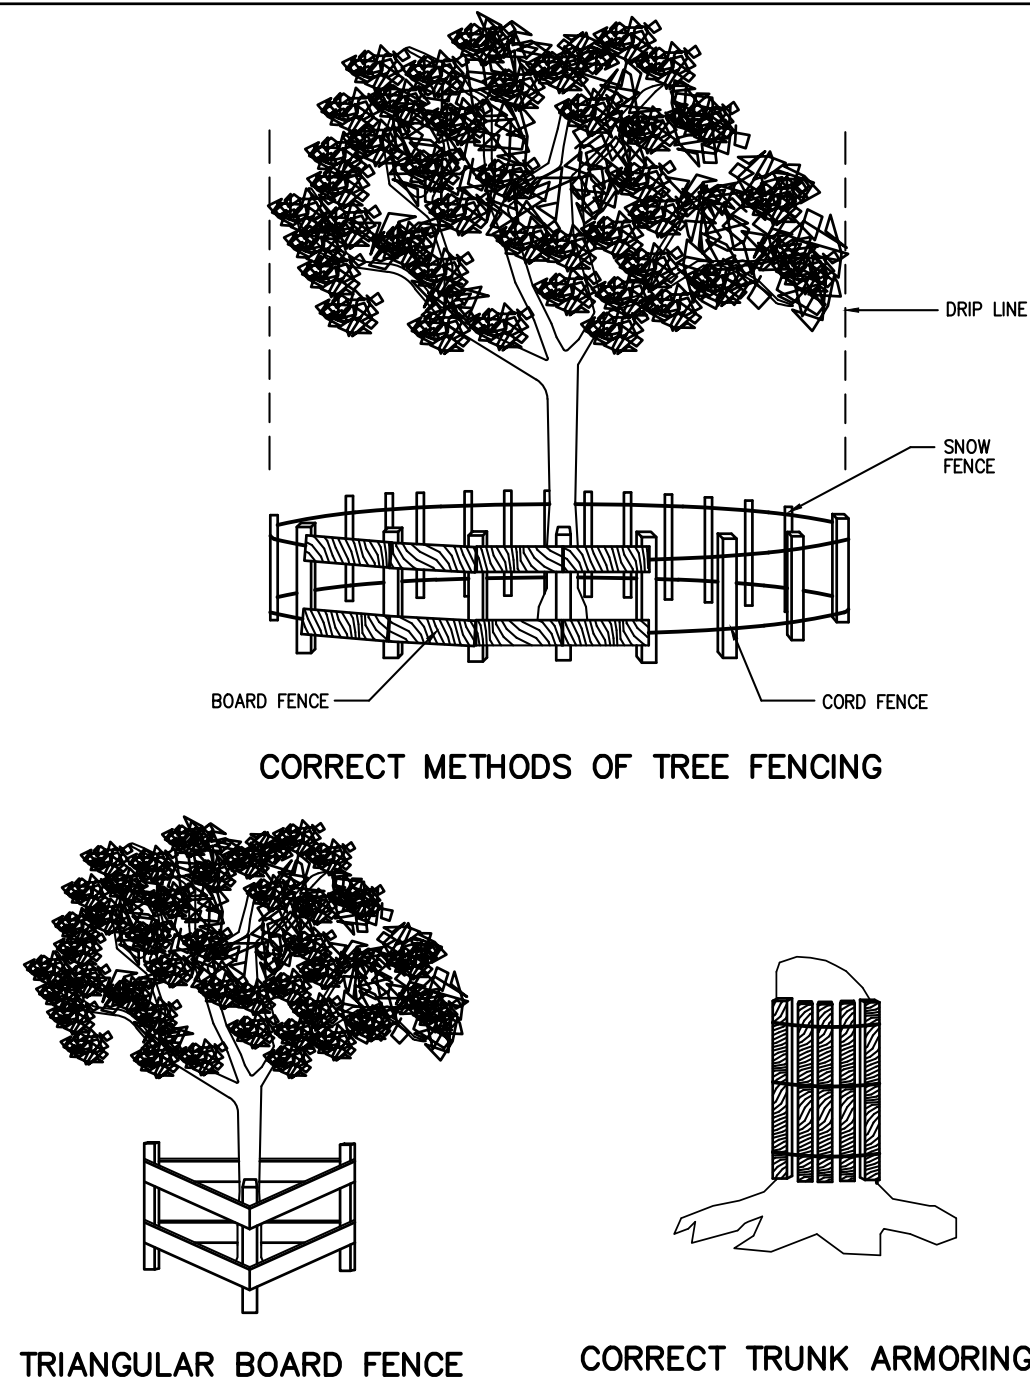 DRIP LINE
SNOW
FENCE
BOARD FENCE
CORD FENCE
CORRECT METHODS OF TREE FENCING
TRIANGULAR BOARD FENCE
CORRECT TRUNK ARMORING